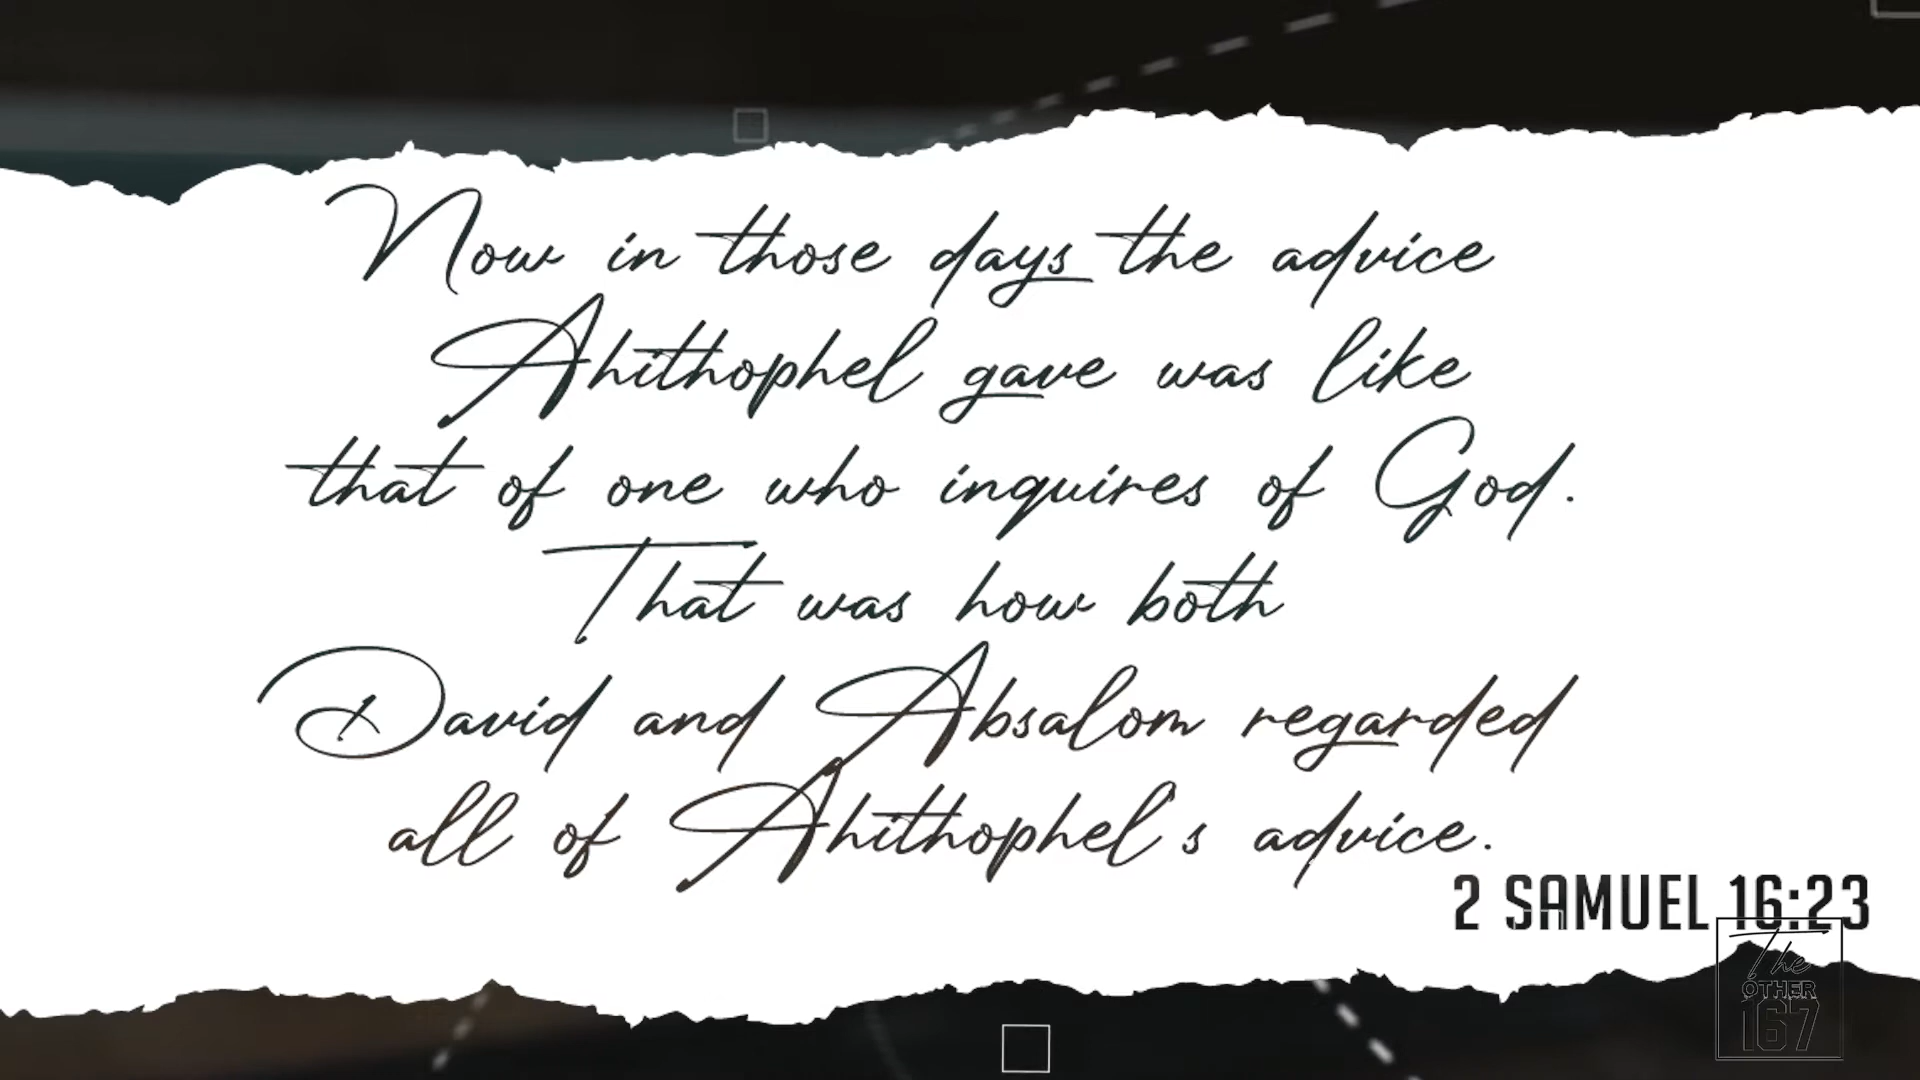 Now in those days the advice
Ahithophel gave was like
that of one who inquires of God.
That was how both
David and Absalom regarded
all of Ahithophel's advice.
2 SAMUEL 16:23
The
OTHER
167